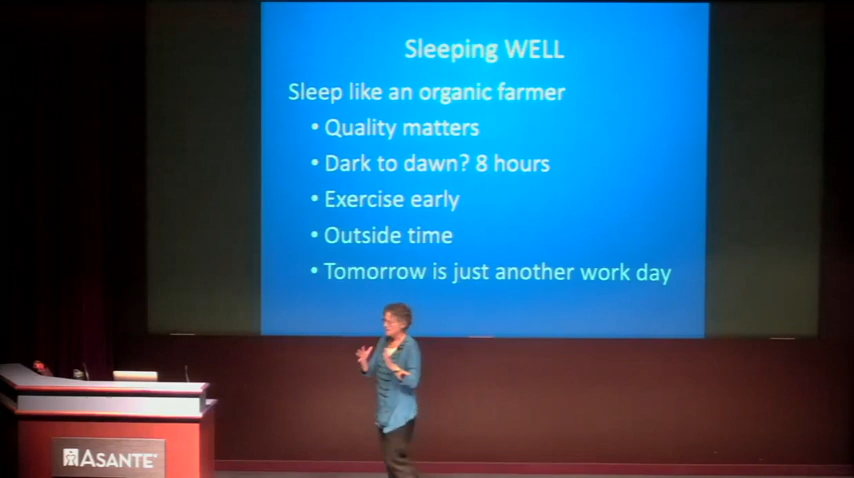 Sleeping WELL
Sleep like an organic farmer
• Quality matters
• Dark to dawn? 8 hours
• Exercise early
• Outside time
• Tomorrow is just another work day
ASANTE